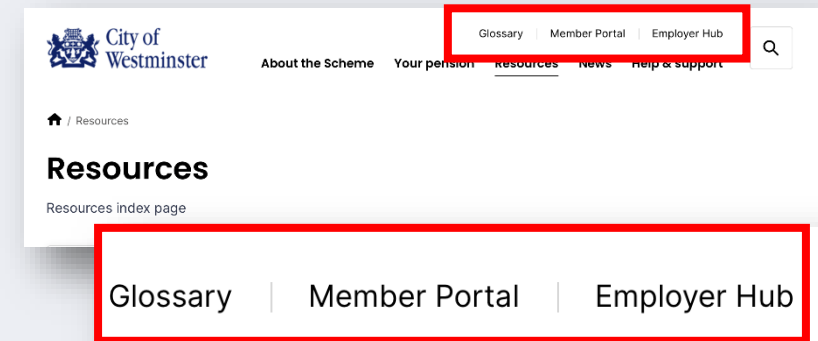 Glossary Member Portal Employer Hub
City of
Westminster
About the Scheme Your pension Resources News Help & support
/ Resources
Resources
Resources index page
Glossary Member Portal Employer Hub